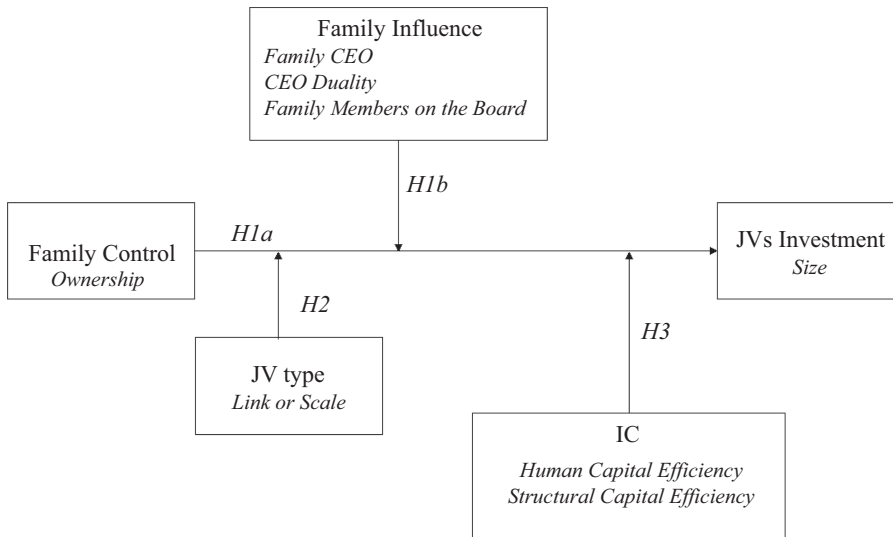 Family Influence
Family CEO
CEO Duality
Family Members on the Board
H1b
H1a
Family Control
Ownership
JVs Investment
Size
H2
H3
JV type
Link or Scale
IC
Human Capital Efficiency
Structural Capital Efficiency